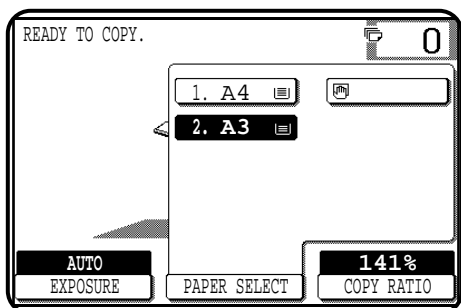 READY TO COPY.
0
1. A4
2. A3
AUTO
EXPOSURE
PAPER SELECT
141%
COPY RATIO